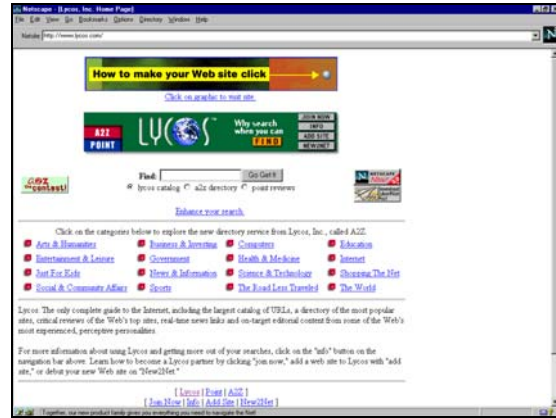 Netscape - [Lycos, Inc. Home Page]
File Edit View Go Bookmarks Options Directory Window Help
Netsite: http://www.lycos.com/
How to make your Web site click
Click on graphic to visit site.
A2Z
POINT
LYCOS™
Why search
when you can
FIND
JOIN NOW
INFO
ADD SITE
NEW2NET
contest!
Find: Go Get It
lycos catalog a2z directory point reviews
NETSCAPE
Enhance your search.
Click on the categories below to explore the new directory service from Lycos, Inc., called A2Z.
Arts & Humanities Business & Investing Computers Education
Entertainment & Leisure Government Health & Medicine Internet
Just For Kids News & Information Science & Technology Shopping The Net
Social & Community Affairs Sports The Road Less Traveled The World
Lycos: The only complete guide to the Internet, including the largest catalog of URLs, a directory of the most popular
sites, critical reviews of the Web's top sites, real-time news links and on-target editorial content from some of the Web's
most experienced, perceptive personalities.
For more information about using Lycos and getting more out of your searches, click on the "info" button on the
navigation bar above. Learn how to become a Lycos partner by clicking "join now," add a web site to Lycos with "add
site," or debut your new Web site on "New2Net."
[ Lycos | Point | A2Z ]
[ Join Now | Info | Add Site | New2Net ]
Together, our new product family gives you everything you need to navigate the Net!